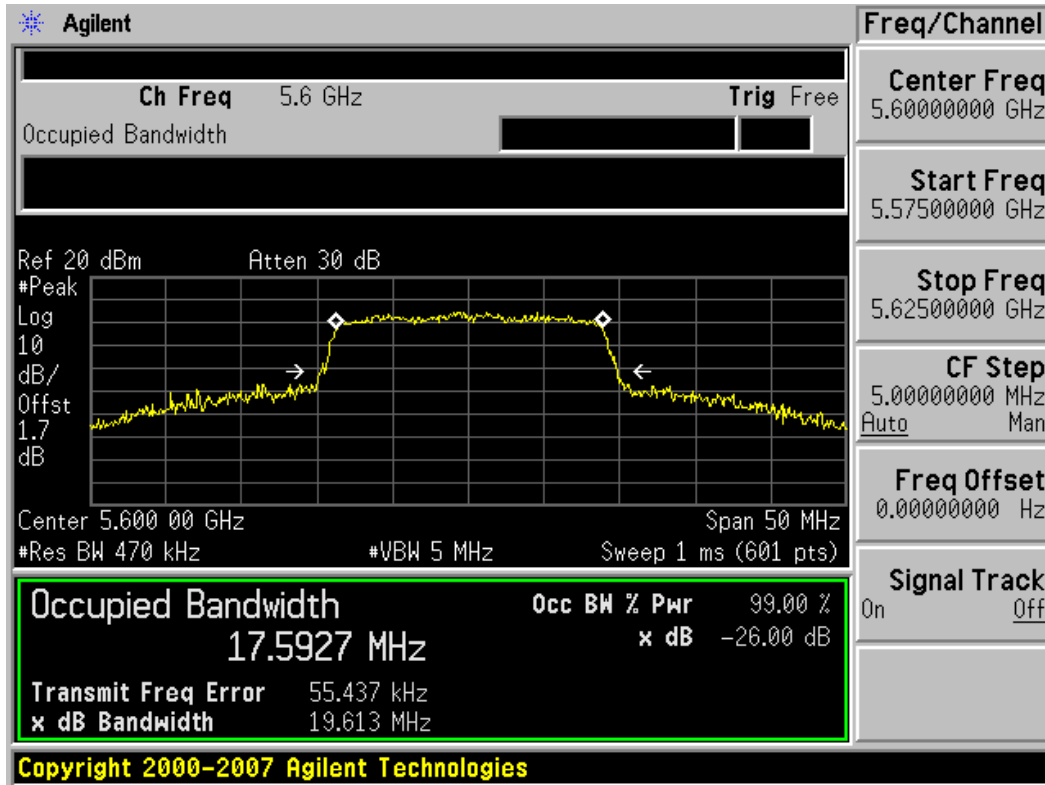 Agilent
Freq/Channel
Ch Freq 5.6 GHz Trig Free
Occupied Bandwidth
Center Freq
5.60000000 GHz
Start Freq
5.57500000 GHz
Stop Freq
5.62500000 GHz
CF Step
5.00000000 MHz
Auto Man
Freq Offset
0.00000000 Hz
Signal Track
On Off
Ref 20 dBm Atten 30 dB
#Peak
Log
10
dB/
Offst
1.7
dB
Center 5.600 00 GHz Span 50 MHz
#Res BW 470 kHz #VBW 5 MHz Sweep 1 ms (601 pts)
Occupied Bandwidth
17.5927 MHz
Occ BW % Pwr 99.00 %
x dB -26.00 dB
Transmit Freq Error 55.437 kHz
x dB Bandwidth 19.613 MHz
Copyright 2000-2007 Agilent Technologies